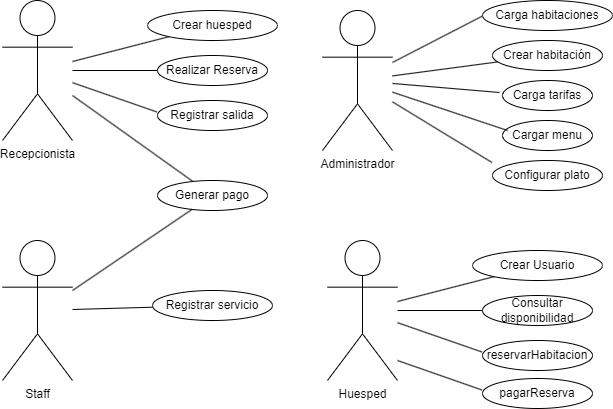 Crear huesped
Realizar Reserva
Registrar salida
Recepcionista
Generar pago
Registrar servicio
Staff
Carga habitaciones
Crear habitación
Carga tarifas
Cargar menu
Configurar plato
Administrador
Crear Usuario
Consultar
disponibilidad
reservarHabitacion
pagarReserva
Huesped